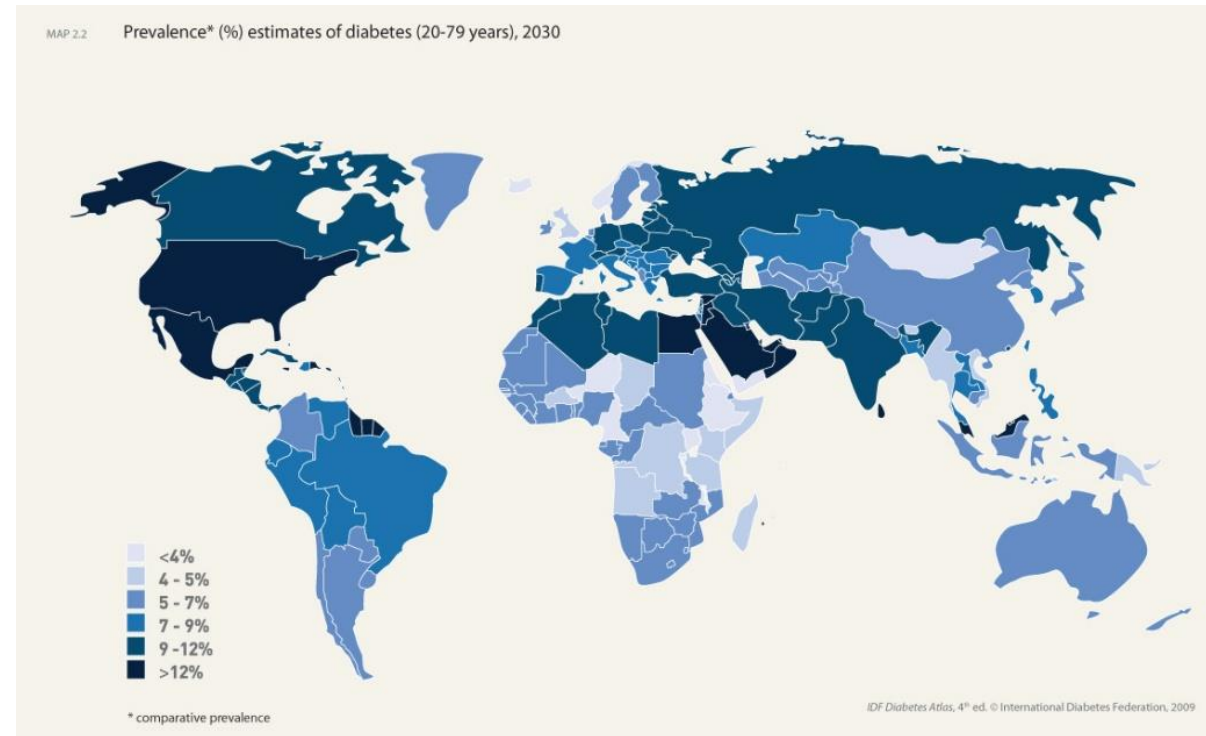 MAP 2.2 Prevalence* (%) estimates of diabetes (20-79 years), 2030
<4%
4 - 5%
5 - 7%
7 - 9%
9 -12%
>12%
* comparative prevalence
IDF Diabetes Atlas, 4th ed. © International Diabetes Federation, 2009